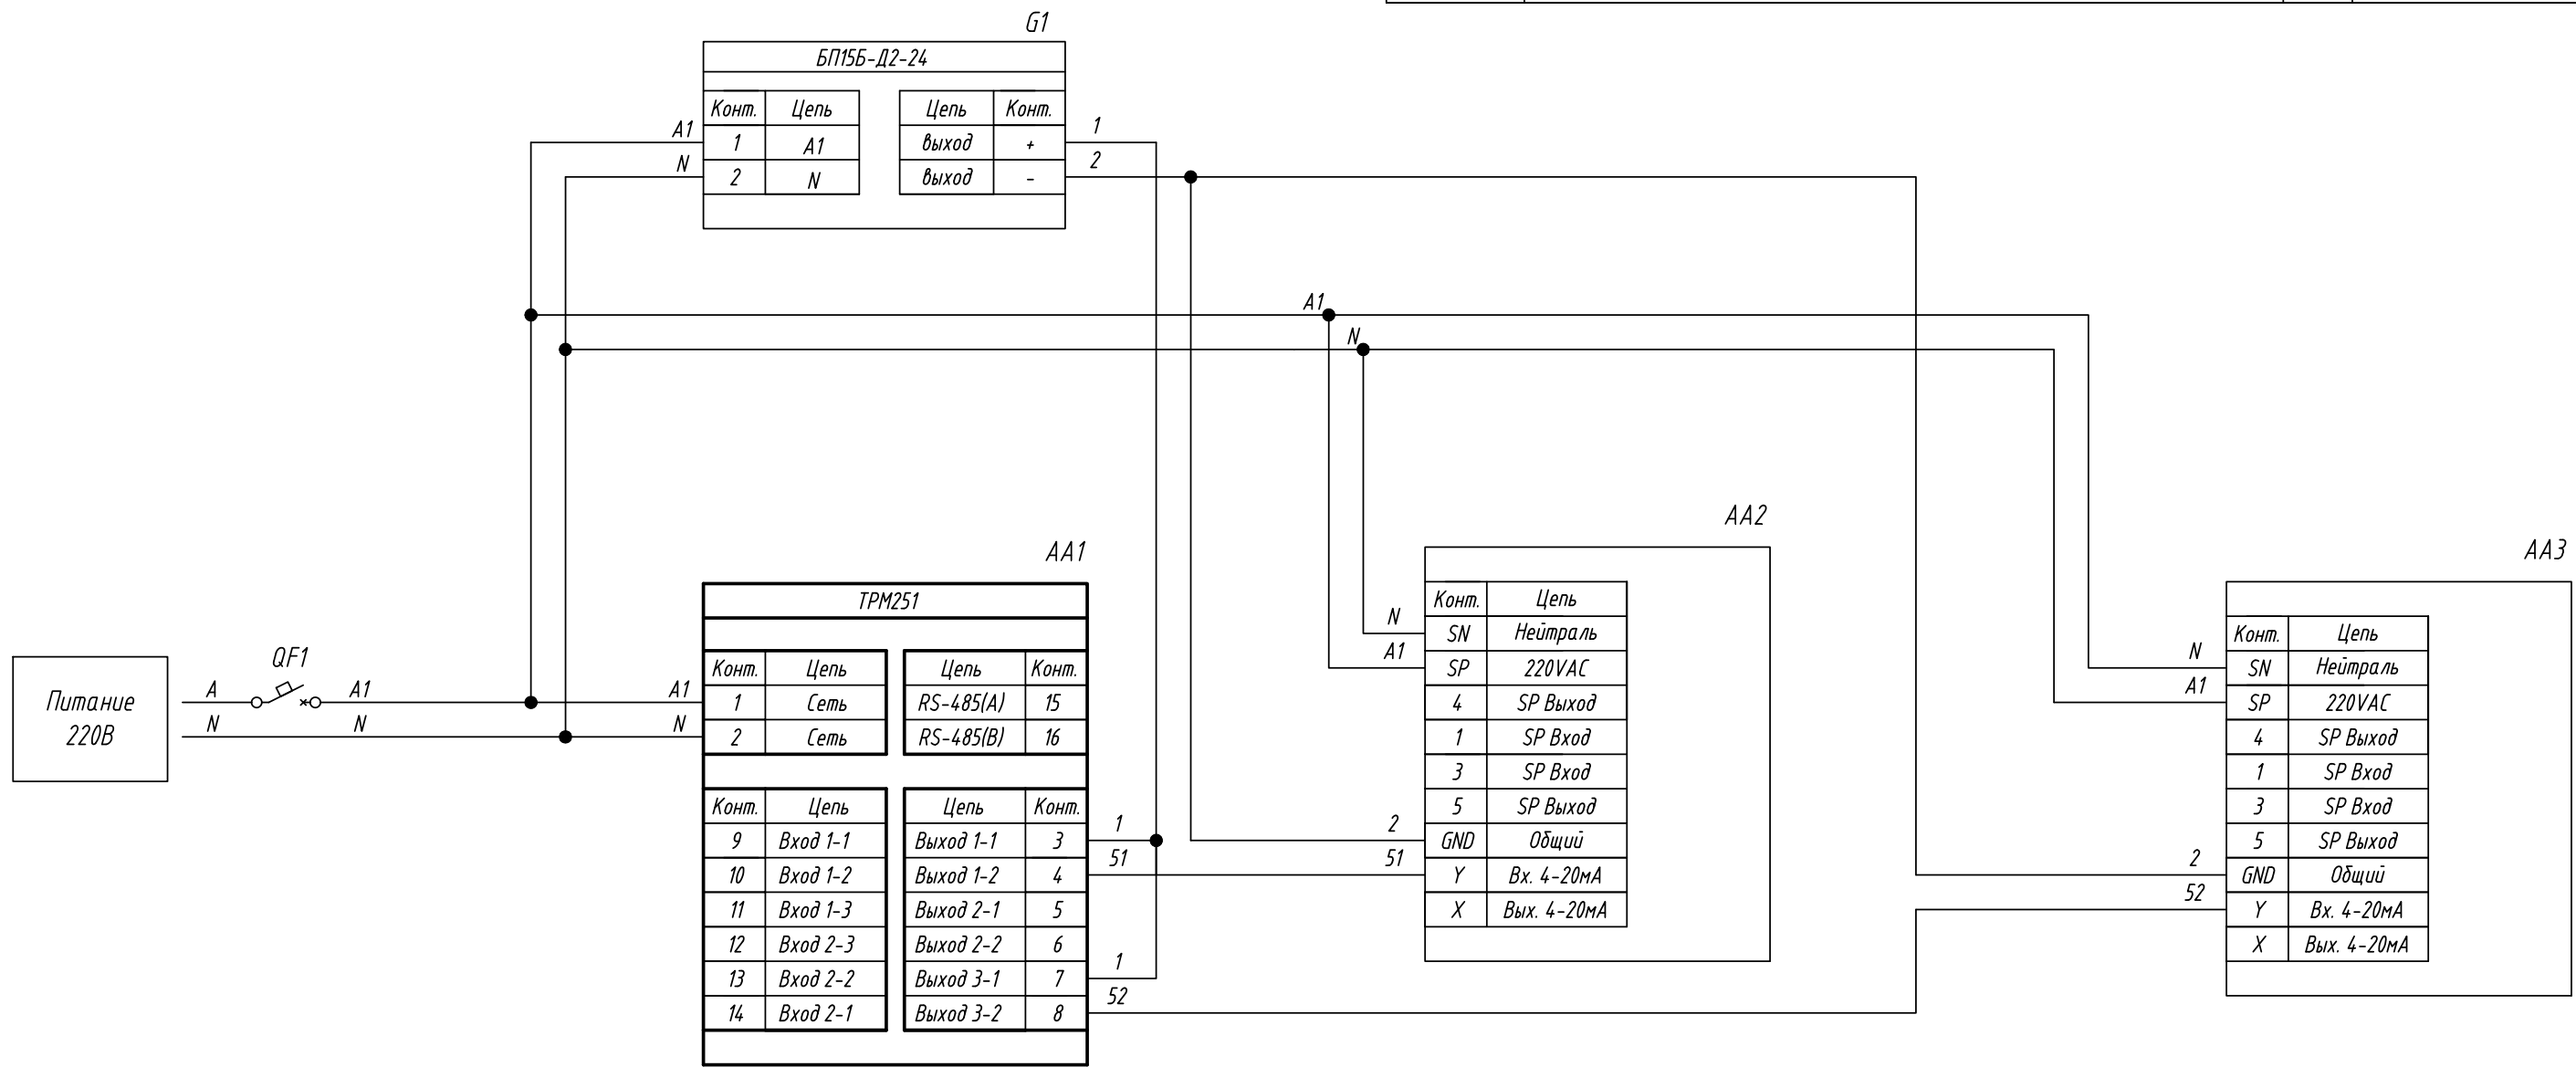 G1
БП15Б-Д2-24
Конт. Цепь Цепь Конт.
A1 1 A1 выход + 1
N 2 N выход - 2
A1
N
AA2
AA1
AA3
ТРМ251
Питание
220В
QF1
A A1
N N
Конт. Цепь Цепь Конт.
A1 1 Сеть RS-485(A) 15
N 2 Сеть RS-485(B) 16
Конт. Цепь Цепь Конт.
9 Вход 1-1 Выход 1-1 3 1
10 Вход 1-2 Выход 1-2 4 51
11 Вход 1-3 Выход 2-1 5
12 Вход 2-3 Выход 2-2 6
13 Вход 2-2 Выход 3-1 7 1
14 Вход 2-1 Выход 3-2 8 52
Конт. Цепь
N SN Нейтраль
A1 SP 220VAC
4 SP Выход
1 SP Вход
3 SP Вход
5 SP Выход
2 GND Общий
51 Y Вх. 4-20мА
X Вых. 4-20мА
Конт. Цепь
N SN Нейтраль
A1 SP 220VAC
4 SP Выход
1 SP Вход
3 SP Вход
5 SP Выход
2 GND Общий
52 Y Вх. 4-20мА
X Вых. 4-20мА